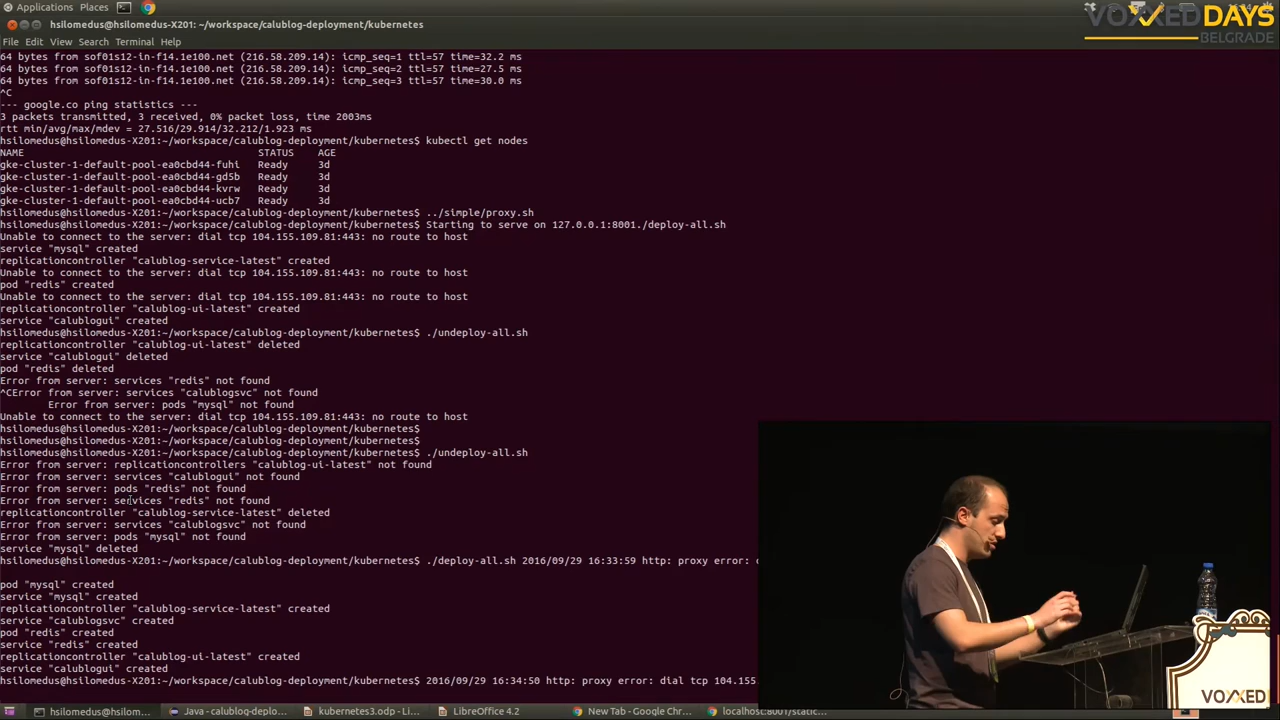 Applications Places
VOXXED DAYS
BELGRADE
hsilomedus@hsilomedus-X201: ~/workspace/calublog-deployment/kubernetes
File Edit View Search Terminal Help
64 bytes from sof01s12-in-f14.1e100.net (216.58.209.14): icmp_seq=1 ttl=57 time=32.2 ms
64 bytes from sof01s12-in-f14.1e100.net (216.58.209.14): icmp_seq=2 ttl=57 time=27.5 ms
64 bytes from sof01s12-in-f14.1e100.net (216.58.209.14): icmp_seq=3 ttl=57 time=30.0 ms
^C
--- google.co ping statistics ---
3 packets transmitted, 3 received, 0% packet loss, time 2003ms
rtt min/avg/max/mdev = 27.516/29.914/32.212/1.923 ms
hsilomedus@hsilomedus-X201:~/workspace/calublog-deployment/kubernetes$ kubectl get nodes
NAME STATUS AGE
gke-cluster-1-default-pool-ea0cbd44-fuhi Ready 3d
gke-cluster-1-default-pool-ea0cbd44-gd5b Ready 3d
gke-cluster-1-default-pool-ea0cbd44-kvrw Ready 3d
gke-cluster-1-default-pool-ea0cbd44-ucb7 Ready 3d
hsilomedus@hsilomedus-X201:~/workspace/calublog-deployment/kubernetes$ ../simple/proxy.sh
hsilomedus@hsilomedus-X201:~/workspace/calublog-deployment/kubernetes$ Starting to serve on 127.0.0.1:8001./deploy-all.sh
Unable to connect to the server: dial tcp 104.155.109.81:443: no route to host
service "mysql" created
replicationcontroller "calublog-service-latest" created
Unable to connect to the server: dial tcp 104.155.109.81:443: no route to host
pod "redis" created
Unable to connect to the server: dial tcp 104.155.109.81:443: no route to host
replicationcontroller "calublog-ui-latest" created
service "calublogui" created
hsilomedus@hsilomedus-X201:~/workspace/calublog-deployment/kubernetes$ ./undeploy-all.sh
replicationcontroller "calublog-ui-latest" deleted
service "calublogui" deleted
pod "redis" deleted
Error from server: services "redis" not found
^CError from server: services "calublogsvc" not found
Error from server: pods "mysql" not found
Unable to connect to the server: dial tcp 104.155.109.81:443: no route to host
hsilomedus@hsilomedus-X201:~/workspace/calublog-deployment/kubernetes$
hsilomedus@hsilomedus-X201:~/workspace/calublog-deployment/kubernetes$
hsilomedus@hsilomedus-X201:~/workspace/calublog-deployment/kubernetes$ ./undeploy-all.sh
Error from server: replicationcontrollers "calublog-ui-latest" not found
Error from server: services "calublogui" not found
Error from server: pods "redis" not found
Error from server: services "redis" not found
replicationcontroller "calublog-service-latest" deleted
Error from server: services "calublogsvc" not found
Error from server: pods "mysql" not found
service "mysql" deleted
hsilomedus@hsilomedus-X201:~/workspace/calublog-deployment/kubernetes$ ./deploy-all.sh 2016/09/29 16:33:59 http: proxy error:
pod "mysql" created
service "mysql" created
replicationcontroller "calublog-service-latest" created
service "calublogsvc" created
pod "redis" created
service "redis" created
replicationcontroller "calublog-ui-latest" created
service "calublogui" created
hsilomedus@hsilomedus-X201:~/workspace/calublog-deployment/kubernetes$ 2016/09/29 16:34:50 http: proxy error: dial tcp 104.155.
VOXXED
hsilomedus@hsilomedus-X201: ~... Java - calublog-deplo... kubernetes3.odp - Li... LibreOffice 4.2 New Tab - Google Chr... localhost:8001/static...